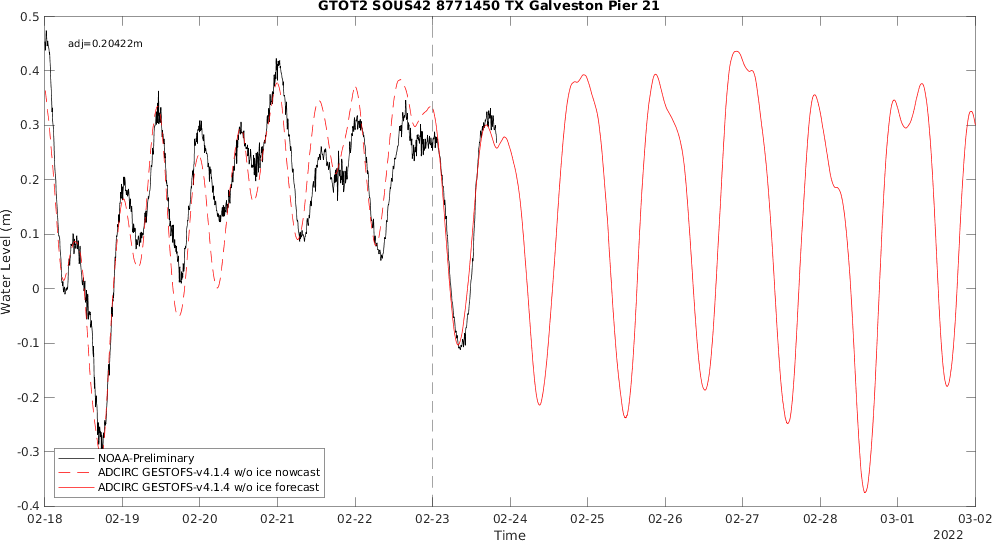 GTOT2 SOUS42 8771450 TX Galveston Pier 21
adj=0.20422m
Water Level (m)
0.5
0.4
0.3
0.2
0.1
0
-0.1
-0.2
-0.3
-0.4
NOAA-Preliminary
ADCIRC GESTOFS-v4.1.4 w/o ice nowcast
ADCIRC GESTOFS-v4.1.4 w/o ice forecast
02-18 02-19 02-20 02-21 02-22 02-23 02-24 02-25 02-26 02-27 02-28 03-01 03-02
Time
2022